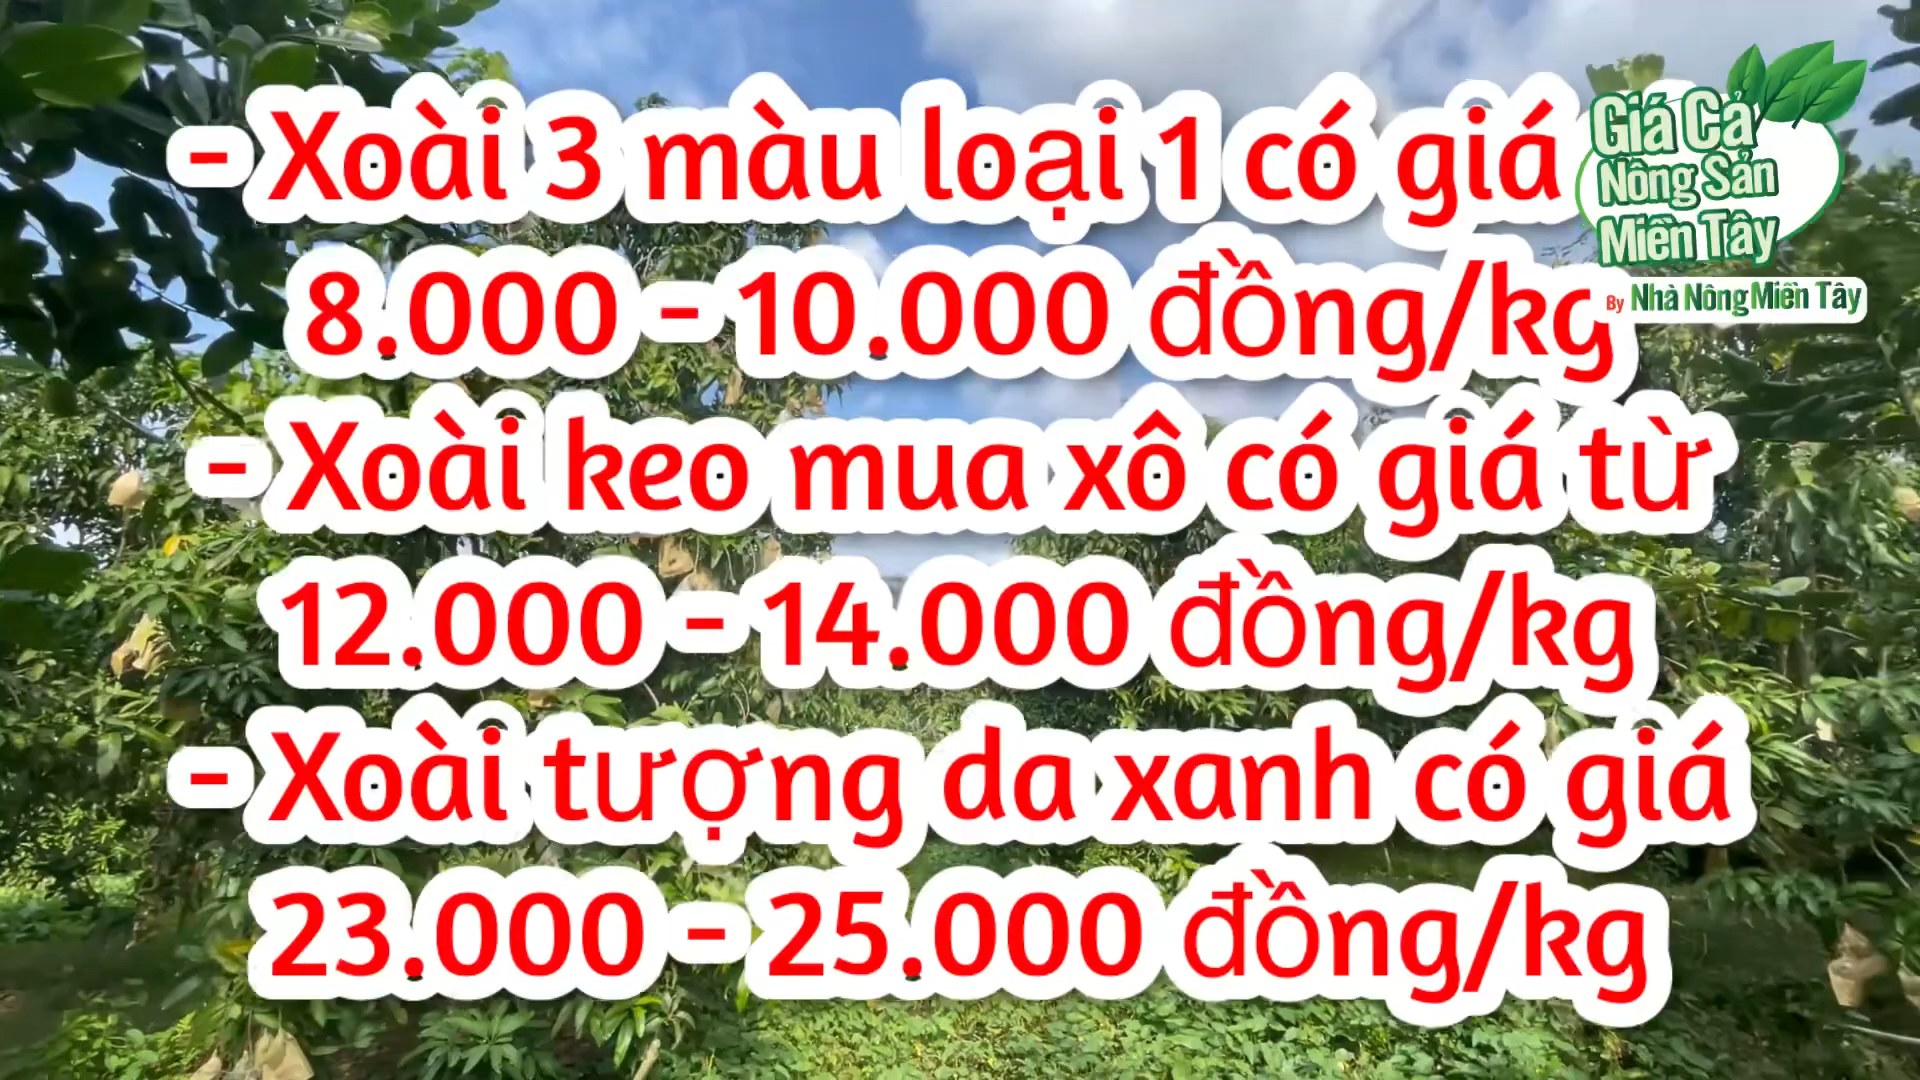 - Xoài 3 màu loại 1 có giá
8.000 - 10.000 đồng/kg
- Xoài keo mua xô có giá từ
12.000 - 14.000 đồng/kg
- Xoài tượng da xanh có giá
23.000 - 25.000 đồng/kg
Giá Cả
Nông Sản
Miền Tây
By Nhà Nông Miền Tây